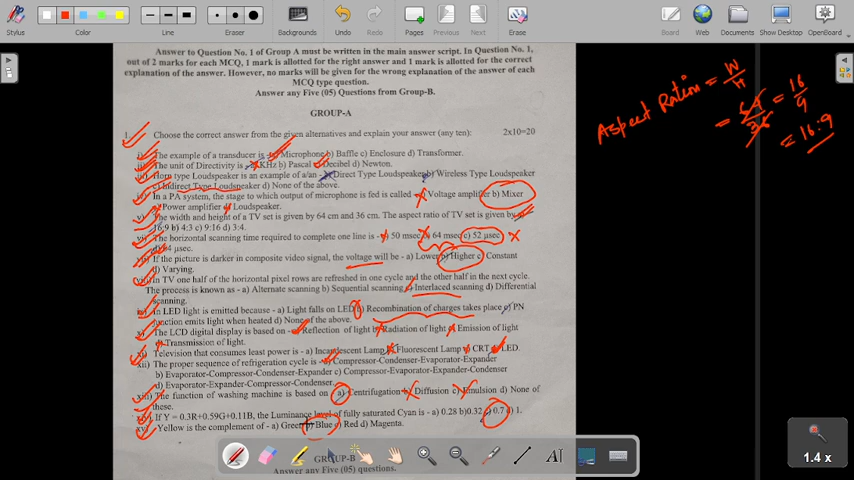 Stylus
Color
Line
Eraser
Backgrounds
Undo
Redo
Pages
Previous
Next
Erase
Board
Web
Documents
Show Desktop
OpenBoard
Answer to Question No. 1 of Group A must be written in the main answer script. In Question No. 1,
out of 2 marks for each MCQ, 1 mark is allotted for the right answer and 1 mark is allotted for the correct
explanation of the answer. However, no marks will be given for the wrong explanation of the answer of each
MCQ type question.
Answer any Five (05) Questions from Group-B.
GROUP-A
1. Choose the correct answer from the given alternatives and explain your answer (any ten): 2x10=20
i) The example of a transducer is - a) Microphone b) Baffle c) Enclosure d) Transformer.
ii) The unit of Directivity is - KHz b) Pascal c) Decibel d) Newton.
iii) Horn type Loudspeaker is an example of a/an - Direct Type Loudspeaker b) Wireless Type Loudspeaker
c) Indirect Type Loudspeaker d) None of the above.
iv) In a PA system, the stage to which output of microphone is fed is called - Voltage amplifier b) Mixer
Power amplifier d) Loudspeaker.
v) The width and height of a TV set is given by 64 cm and 36 cm. The aspect ratio of TV set is given by
16:9 b) 4:3 c) 9:16 d) 3:4.
vi) The horizontal scanning time required to complete one line is - 50 msec 64 msec c) 52 µsec
64 µsec.
vii) If the picture is darker in composite video signal, the voltage will be - a) Lower b) Higher c) Constant
d) Varying.
viii) In TV one half of the horizontal pixel rows are refreshed in one cycle and the other half in the next cycle.
The process is known as - a) Alternate scanning b) Sequential scanning Interlaced scanning d) Differential
scanning.
ix) In LED light is emitted because - a) Light falls on LED b) Recombination of charges takes place PN
junction emits light when heated d) None of the above.
x) The LCD digital display is based on - Reflection of light b) Radiation of light Emission of light
Transmission of light.
xi) Television that consumes least power is - a) Incandescent Lamp Fluorescent Lamp CRT LED.
xii) The proper sequence of refrigeration cycle is - Compressor-Condenser-Evaporator-Expander
b) Evaporator-Compressor-Condenser-Expander c) Compressor-Evaporator-Expander-Condenser
d) Evaporator-Expander-Compressor-Condenser.
xiii) The function of washing machine is based on a) Centrifugation b) Diffusion c) Emulsion d) None of
these.
xiv) If Y = 0.3R+0.59G+0.11B, the Luminance level of fully saturated Cyan is - a) 0.28 b)0.32 c) 0.7 d) 1.
xv) Yellow is the complement of - a) Green b) Blue c) Red d) Magenta.
GROUP-B
Answer any Five (05) questions.
Aspect Ration = W/H
= 64/36 = 16/9
= 16:9
1.4 x